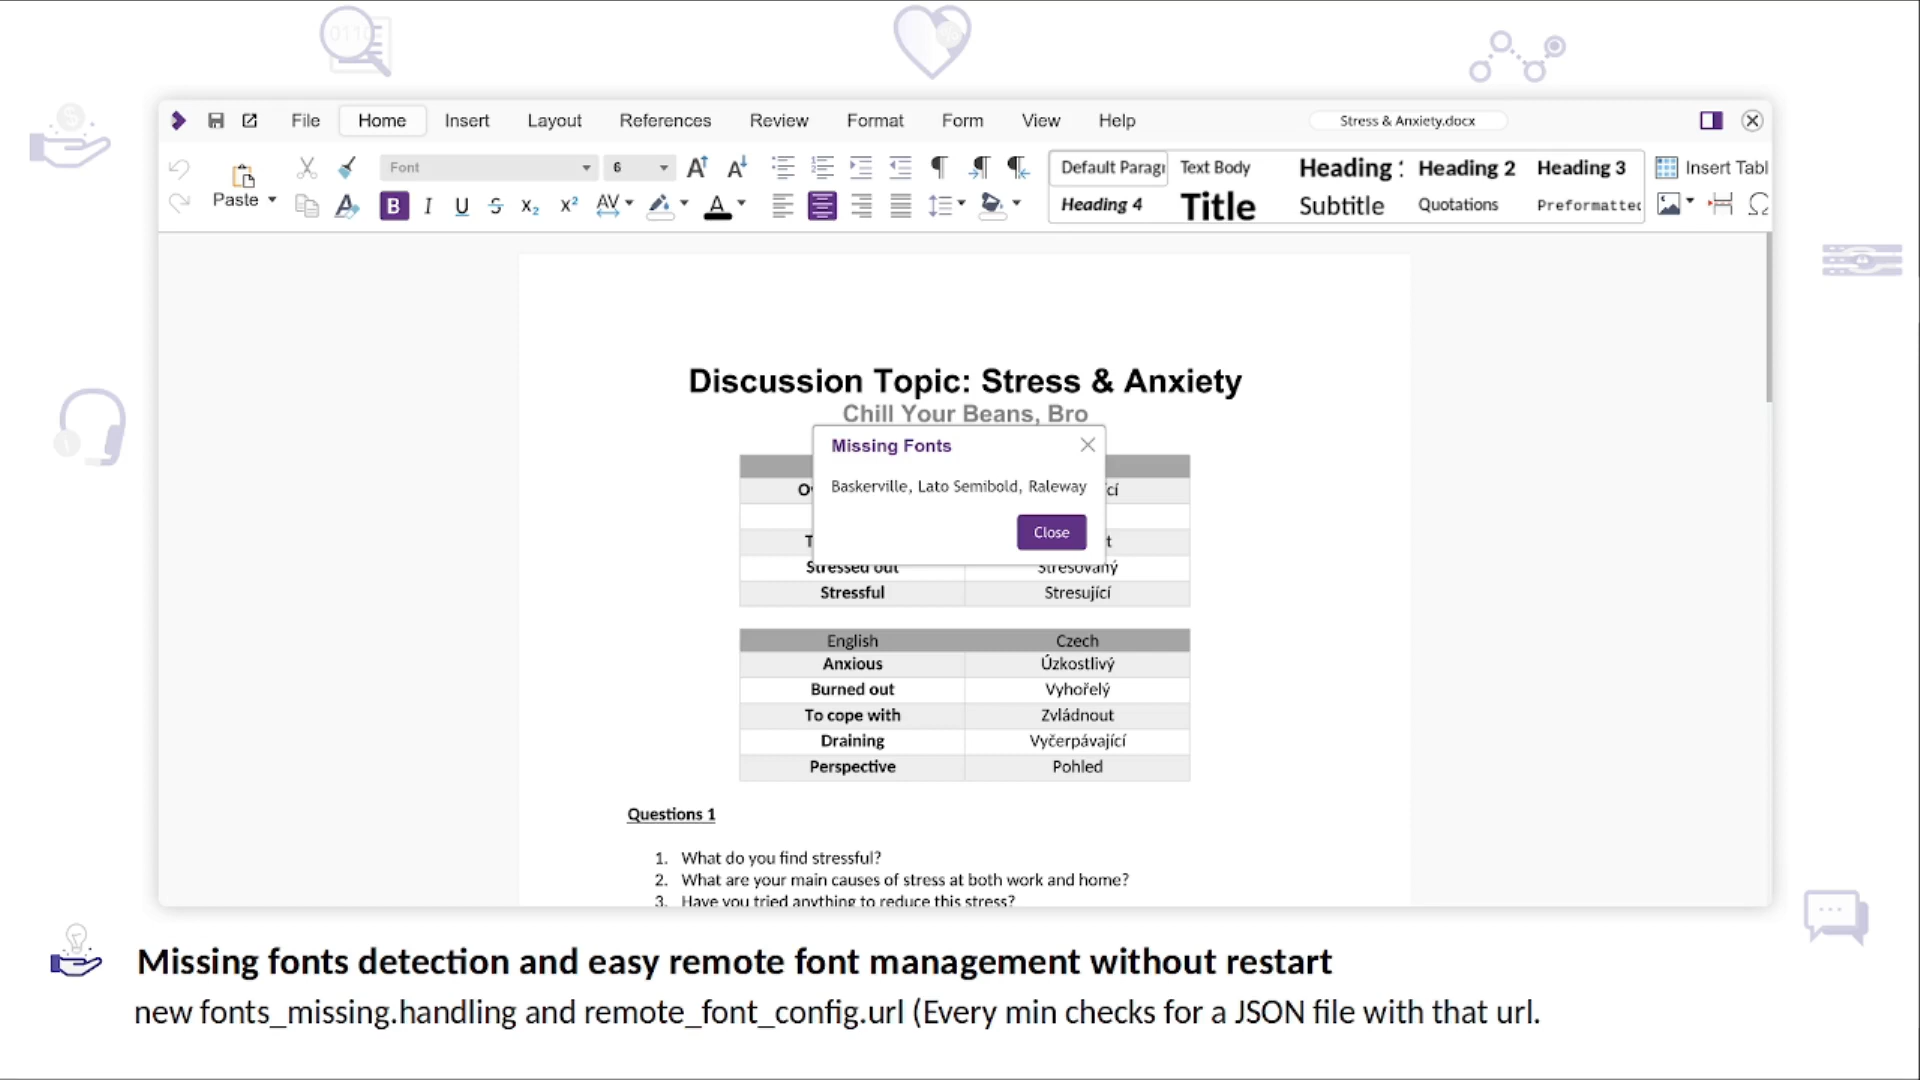 File Home Insert Layout References Review Format Form View Help Stress & Anxiety.docx
Font 6 Default Paragr Text Body Heading Heading 2 Heading 3 Insert Tabl
Paste B I U S x₂ x² AV A Heading 4 Title Subtitle Quotations Preformatted
Discussion Topic: Stress & Anxiety
Chill Your Beans, Bro
Missing Fonts
Baskerville, Lato Semibold, Raleway
Close
Stressed out Stresovaný
Stressful Stresující
English Czech
Anxious Úzkostlivý
Burned out Vyhořelý
To cope with Zvládnout
Draining Vyčerpávající
Perspective Pohled
Questions 1
1. What do you find stressful?
2. What are your main causes of stress at both work and home?
3. Have you tried anything to reduce this stress?
Missing fonts detection and easy remote font management without restart
new fonts_missing.handling and remote_font_config.url (Every min checks for a JSON file with that url.